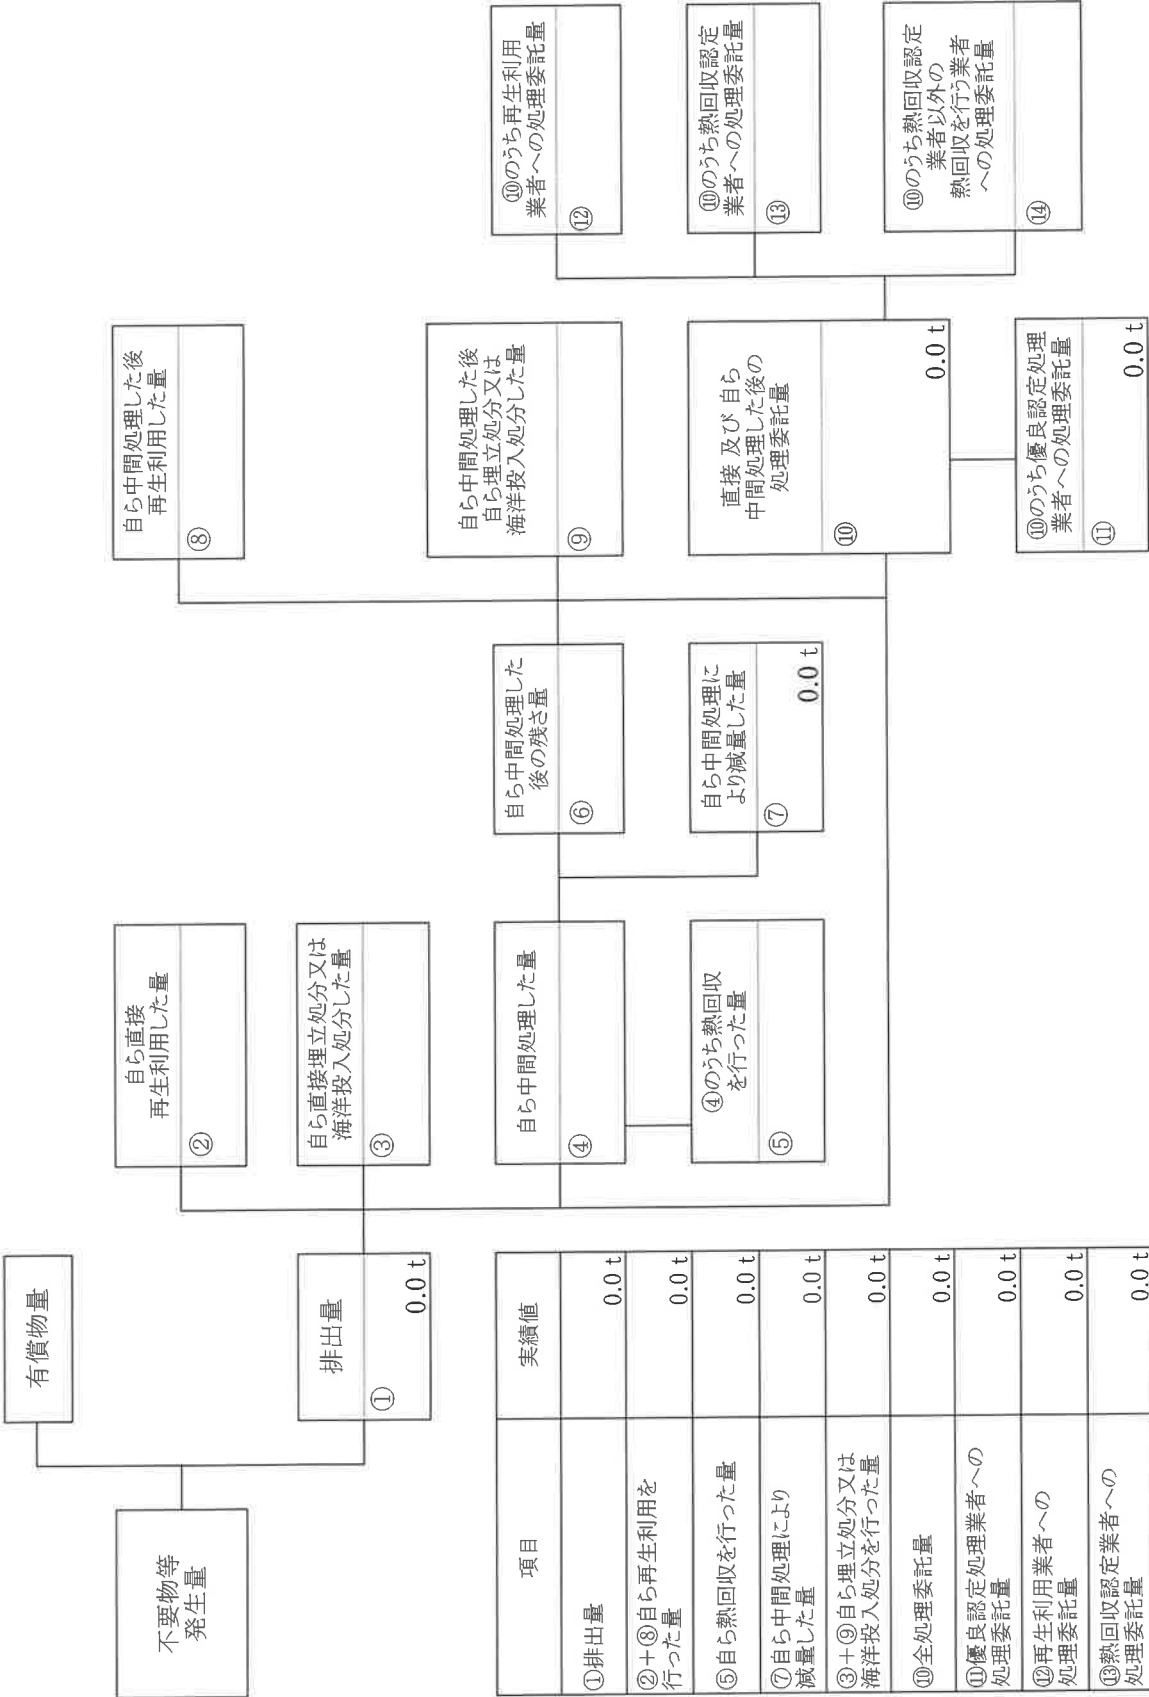 不要物等
発生量
有償物量
排出量
①
0.0 t
自ら直接
再生利用した量
②
自ら直接埋立処分又は
海洋投入処分した量
③
自ら中間処理した量
④
④のうち熱回収
を行った量
⑤
自ら中間処理した
後の残さ量
⑥
自ら中間処理に
より減量した量
⑦
0.0 t
自ら中間処理した後
再生利用した量
⑧
自ら中間処理した後
自ら埋立処分又は
海洋投入処分した量
⑨
直接 及び 自ら
中間処理した後の
処理委託量
⑩
0.0 t
⑩のうち優良認定処理
業者への処理委託量
⑪
0.0 t
⑩のうち再生利用
業者への処理委託量
⑫
⑩のうち熱回収認定
業者への処理委託量
⑬
⑩のうち熱回収認定
業者以外の
熱回収を行う業者
への処理委託量
⑭
項目 実績値
①排出量 0.0 t
②+⑧自ら再生利用を
行った量 0.0 t
⑤自ら熱回収を行った量 0.0 t
⑦自ら中間処理により
減量した量 0.0 t
③+⑨自ら埋立処分又は
海洋投入処分を行った量 0.0 t
⑩全処理委託量 0.0 t
⑪優良認定処理業者への
処理委託量 0.0 t
⑫再生利用業者への
処理委託量 0.0 t
⑬熱回収認定業者への
処理委託量 0.0 t